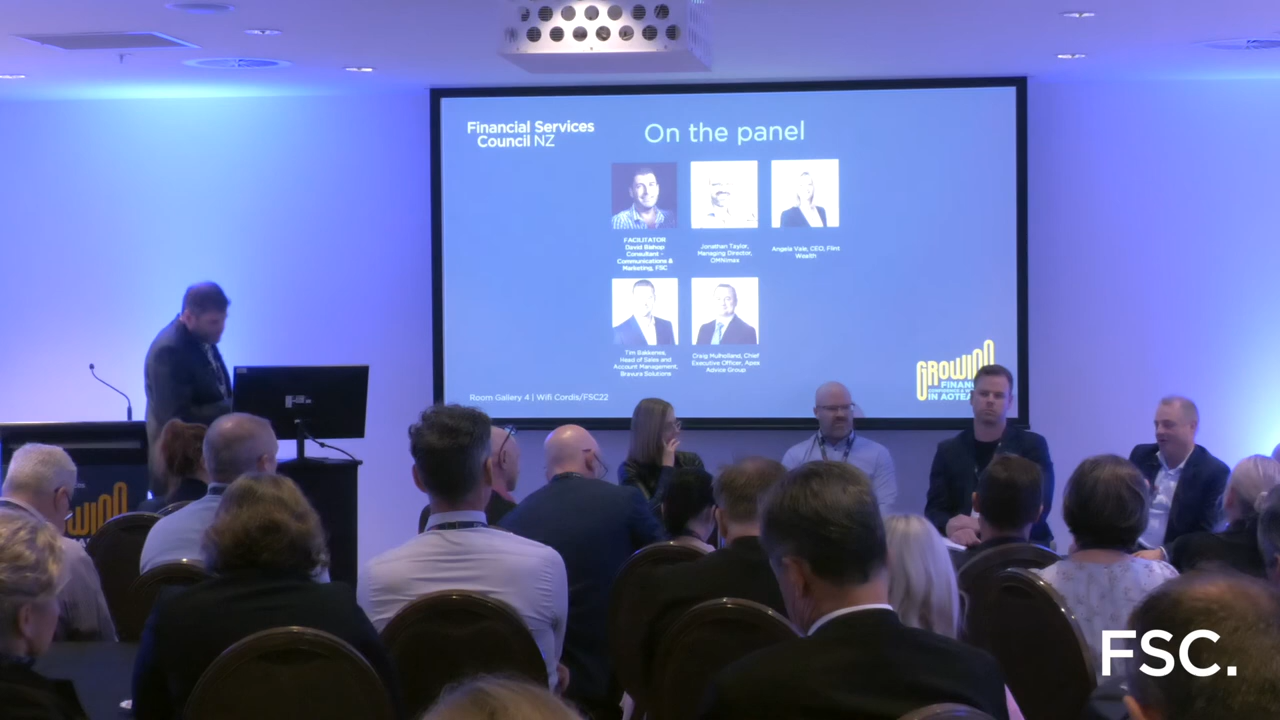 Financial Services
Council NZ
On the panel
FACILITATOR
David Bishop
Consultant -
Communications &
Marketing, FSC
Jonathan Taylor,
Managing Director,
OMNImax
Angela Vale, CEO, Flint
Wealth
Tim Bakkenes,
Head of Sales and
Account Management,
Bravura Solutions
Craig Mulholland, Chief
Executive Officer, Apex
Advice Group
GROWING
FINANC
IN AOTEA
Room Gallery 4 | Wifi Cordis/FSC22
WING
FSC.